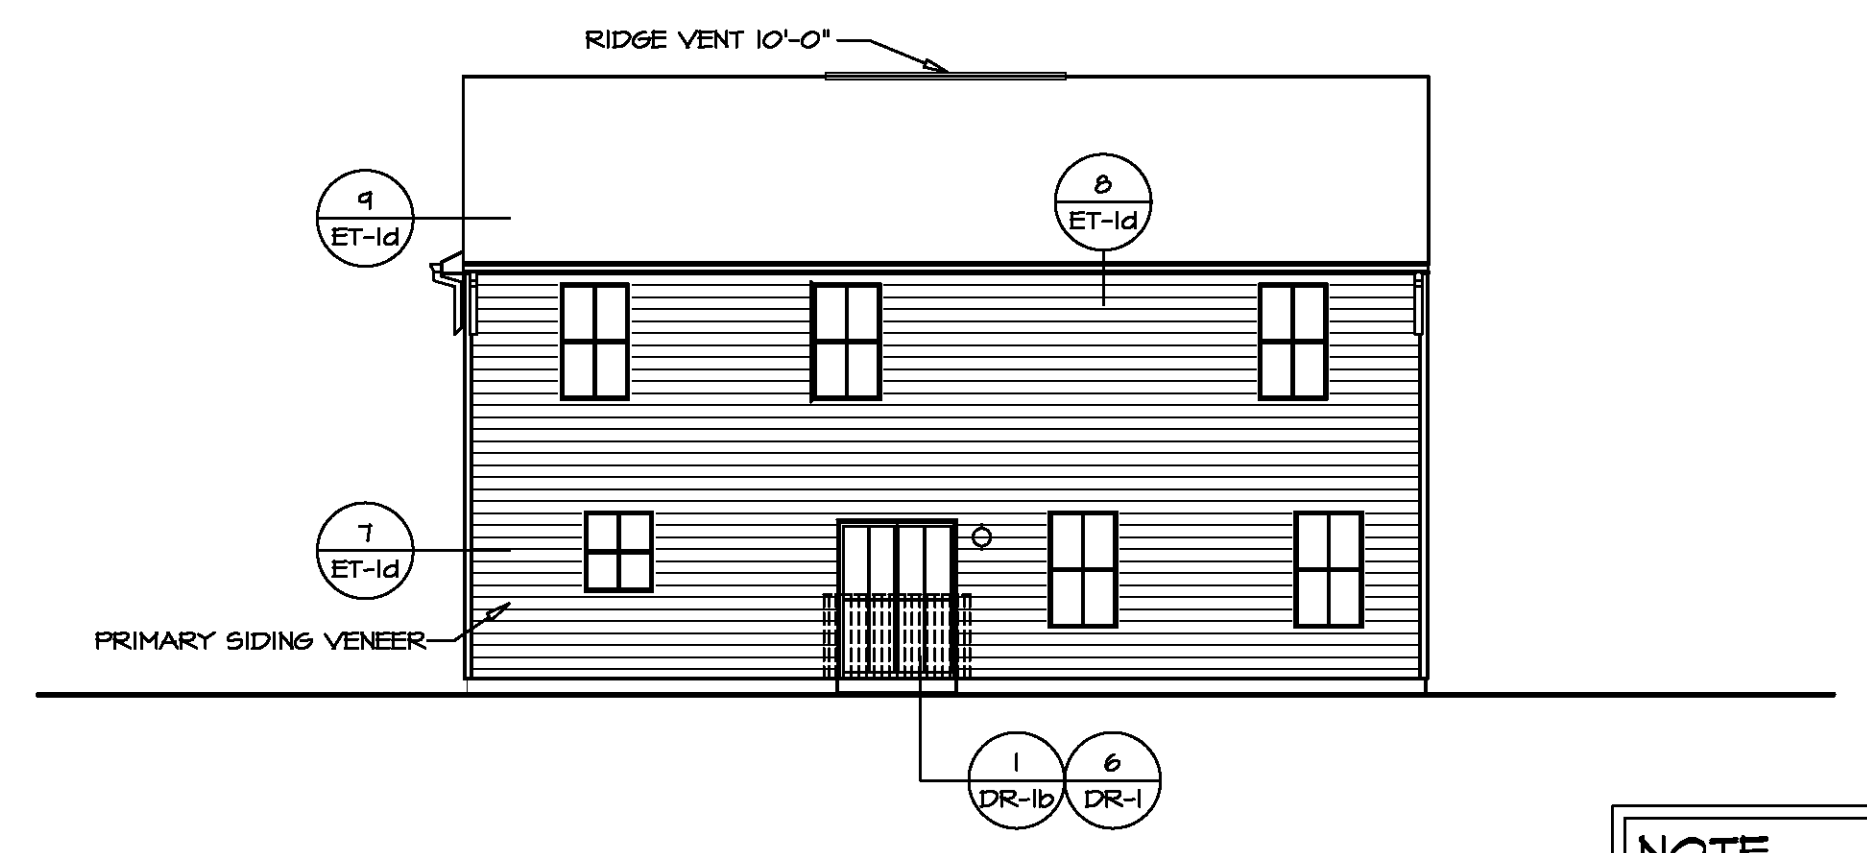 RIDGE VENT 10'-0"
9
ET-1d
8
ET-1d
7
ET-1d
PRIMARY SIDING VENEER
1
DR-1b
6
DR-1
NOTE